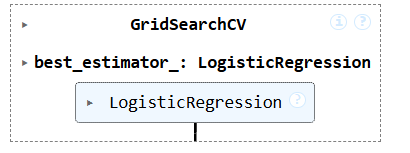 ▸ GridSearchCV i ?
▸ best_estimator_: LogisticRegression
▸ LogisticRegression ?